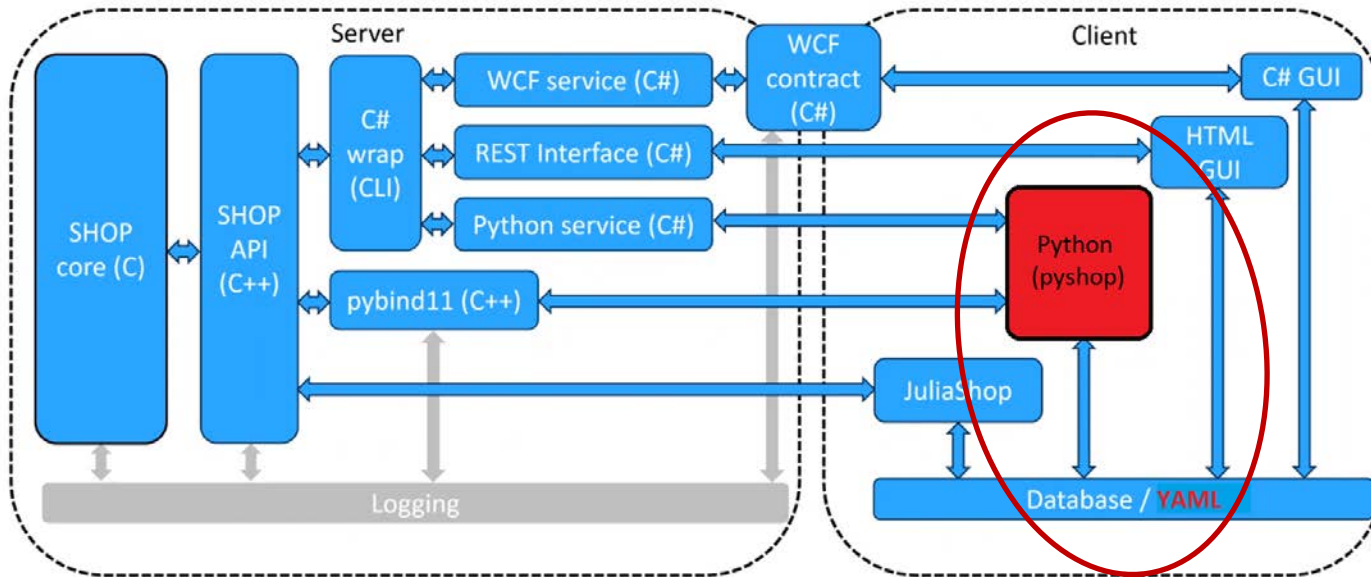 Server
Client
SHOP
core (C)
SHOP
API
(C++)
C#
wrap
(CLI)
WCF service (C#)
REST Interface (C#)
Python service (C#)
pybind11 (C++)
WCF
contract
(C#)
C# GUI
HTML
GUI
Python
(pyshop)
JuliaShop
Logging
Database / YAML